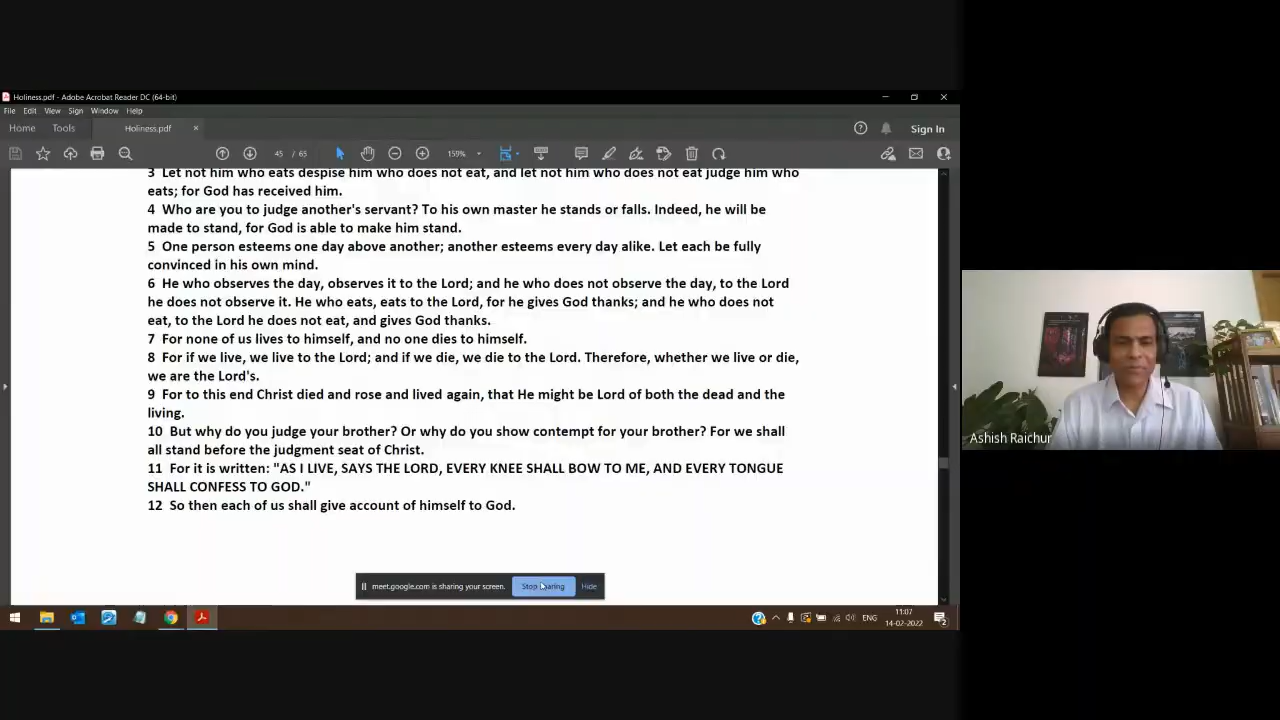 Holiness.pdf - Adobe Acrobat Reader DC (64-bit)
File Edit View Sign Window Help
Home Tools Holiness.pdf × Sign In
45 / 65 159%
3 Let not him who eats despise him who does not eat, and let not him who does not eat judge him who
eats; for God has received him.
4 Who are you to judge another's servant? To his own master he stands or falls. Indeed, he will be
made to stand, for God is able to make him stand.
5 One person esteems one day above another; another esteems every day alike. Let each be fully
convinced in his own mind.
6 He who observes the day, observes it to the Lord; and he who does not observe the day, to the Lord
he does not observe it. He who eats, eats to the Lord, for he gives God thanks; and he who does not
eat, to the Lord he does not eat, and gives God thanks.
7 For none of us lives to himself, and no one dies to himself.
8 For if we live, we live to the Lord; and if we die, we die to the Lord. Therefore, whether we live or die,
we are the Lord's.
9 For to this end Christ died and rose and lived again, that He might be Lord of both the dead and the
living.
10 But why do you judge your brother? Or why do you show contempt for your brother? For we shall
all stand before the judgment seat of Christ.
11 For it is written: "AS I LIVE, SAYS THE LORD, EVERY KNEE SHALL BOW TO ME, AND EVERY TONGUE
SHALL CONFESS TO GOD."
12 So then each of us shall give account of himself to God.
Ashish Raichur
meet.google.com is sharing your screen. Stop sharing Hide
ENG 11:07
14-02-2022